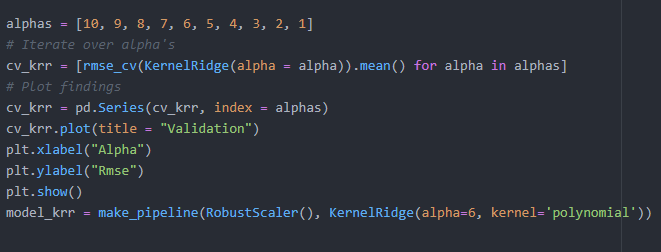 alphas = [10, 9, 8, 7, 6, 5, 4, 3, 2, 1]
# Iterate over alpha's
cv_krr = [rmse_cv(KernelRidge(alpha = alpha)).mean() for alpha in alphas]
# Plot findings
cv_krr = pd.Series(cv_krr, index = alphas)
cv_krr.plot(title = "Validation")
plt.xlabel("Alpha")
plt.ylabel("Rmse")
plt.show()
model_krr = make_pipeline(RobustScaler(), KernelRidge(alpha=6, kernel='polynomial'))